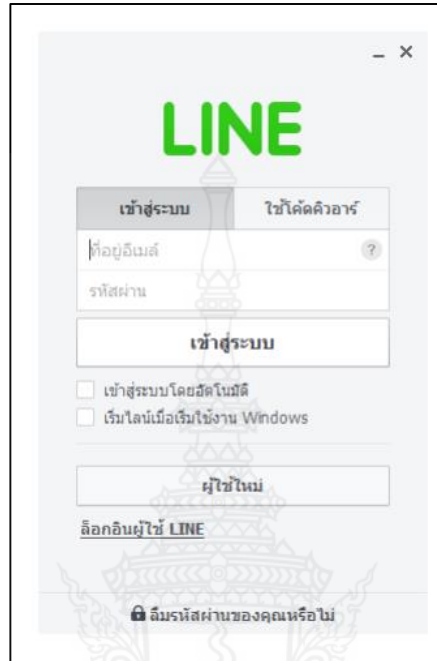 LINE
เข้าสู่ระบบ ใช้โค้ดคิวอาร์
ที่อยู่อีเมล์ ?
รหัสผ่าน
เข้าสู่ระบบ
เข้าสู่ระบบโดยอัตโนมัติ
เริ่มไลน์เมื่อเริ่มใช้งาน Windows
ผู้ใช้ใหม่
ล็อกอินผู้ใช้ LINE
ลืมรหัสผ่านของคุณหรือไม่